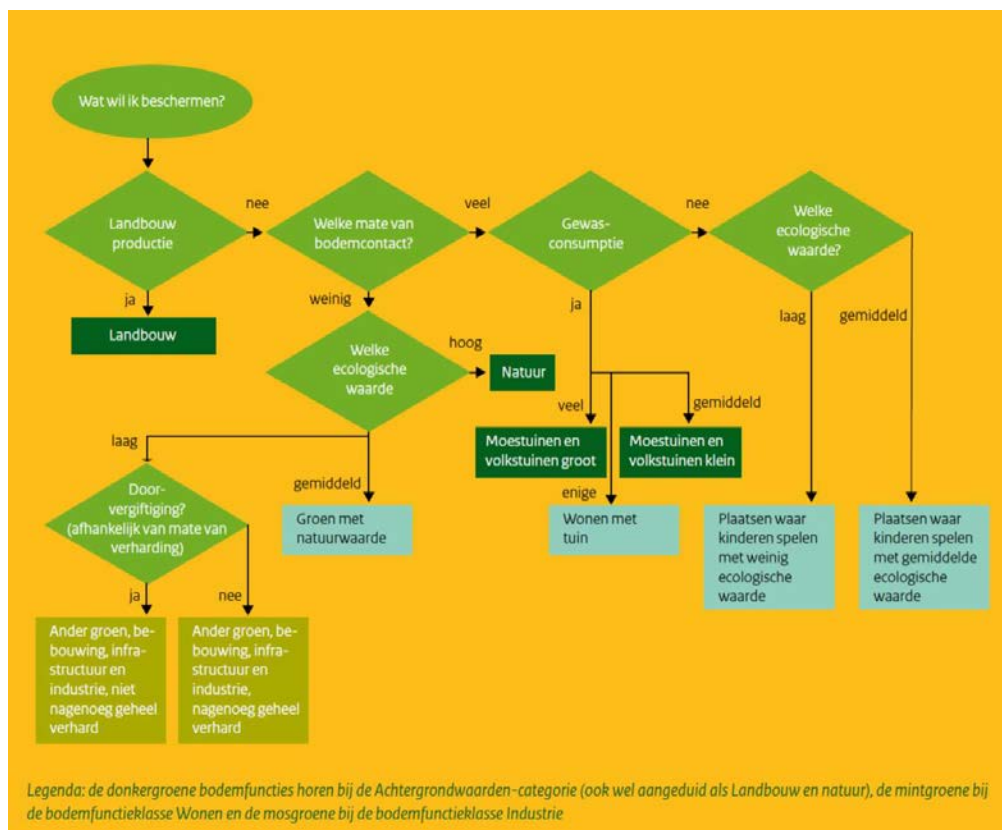 Wat wil ik beschermen?
Landbouw
productie
nee
Welke mate van
bodemcontact?
veel
Gewas-
consumptie
nee
Welke
ecologische
waarde?
ja
weinig
ja
laag
gemiddeld
Landbouw
Welke
ecologische
waarde
hoog
Natuur
veel
gemiddeld
Moestuinen en
volkstuinen groot
Moestuinen en
volkstuinen klein
laag
gemiddeld
enige
Door-
vergiftiging?
(afhankelijk van mate van
verharding)
Groen met
natuurwaarde
Wonen met
tuin
Plaatsen waar
kinderen spelen
met weinig
ecologische
waarde
Plaatsen waar
kinderen spelen
met gemiddelde
ecologische
waarde
ja
nee
Ander groen, be-
bouwing, infra-
structuur en
industrie, niet
nagenoeg geheel
verhard
Ander groen, be-
bouwing, infra-
structuur en
industrie,
nagenoeg geheel
verhard
Legenda: de donkergroene bodemfuncties horen bij de Achtergrondwaarden-categorie (ook wel aangeduid als Landbouw en natuur), de mintgroene bij
de bodemfunctieklasse Wonen en de mosgroene bij de bodemfunctieklasse Industrie